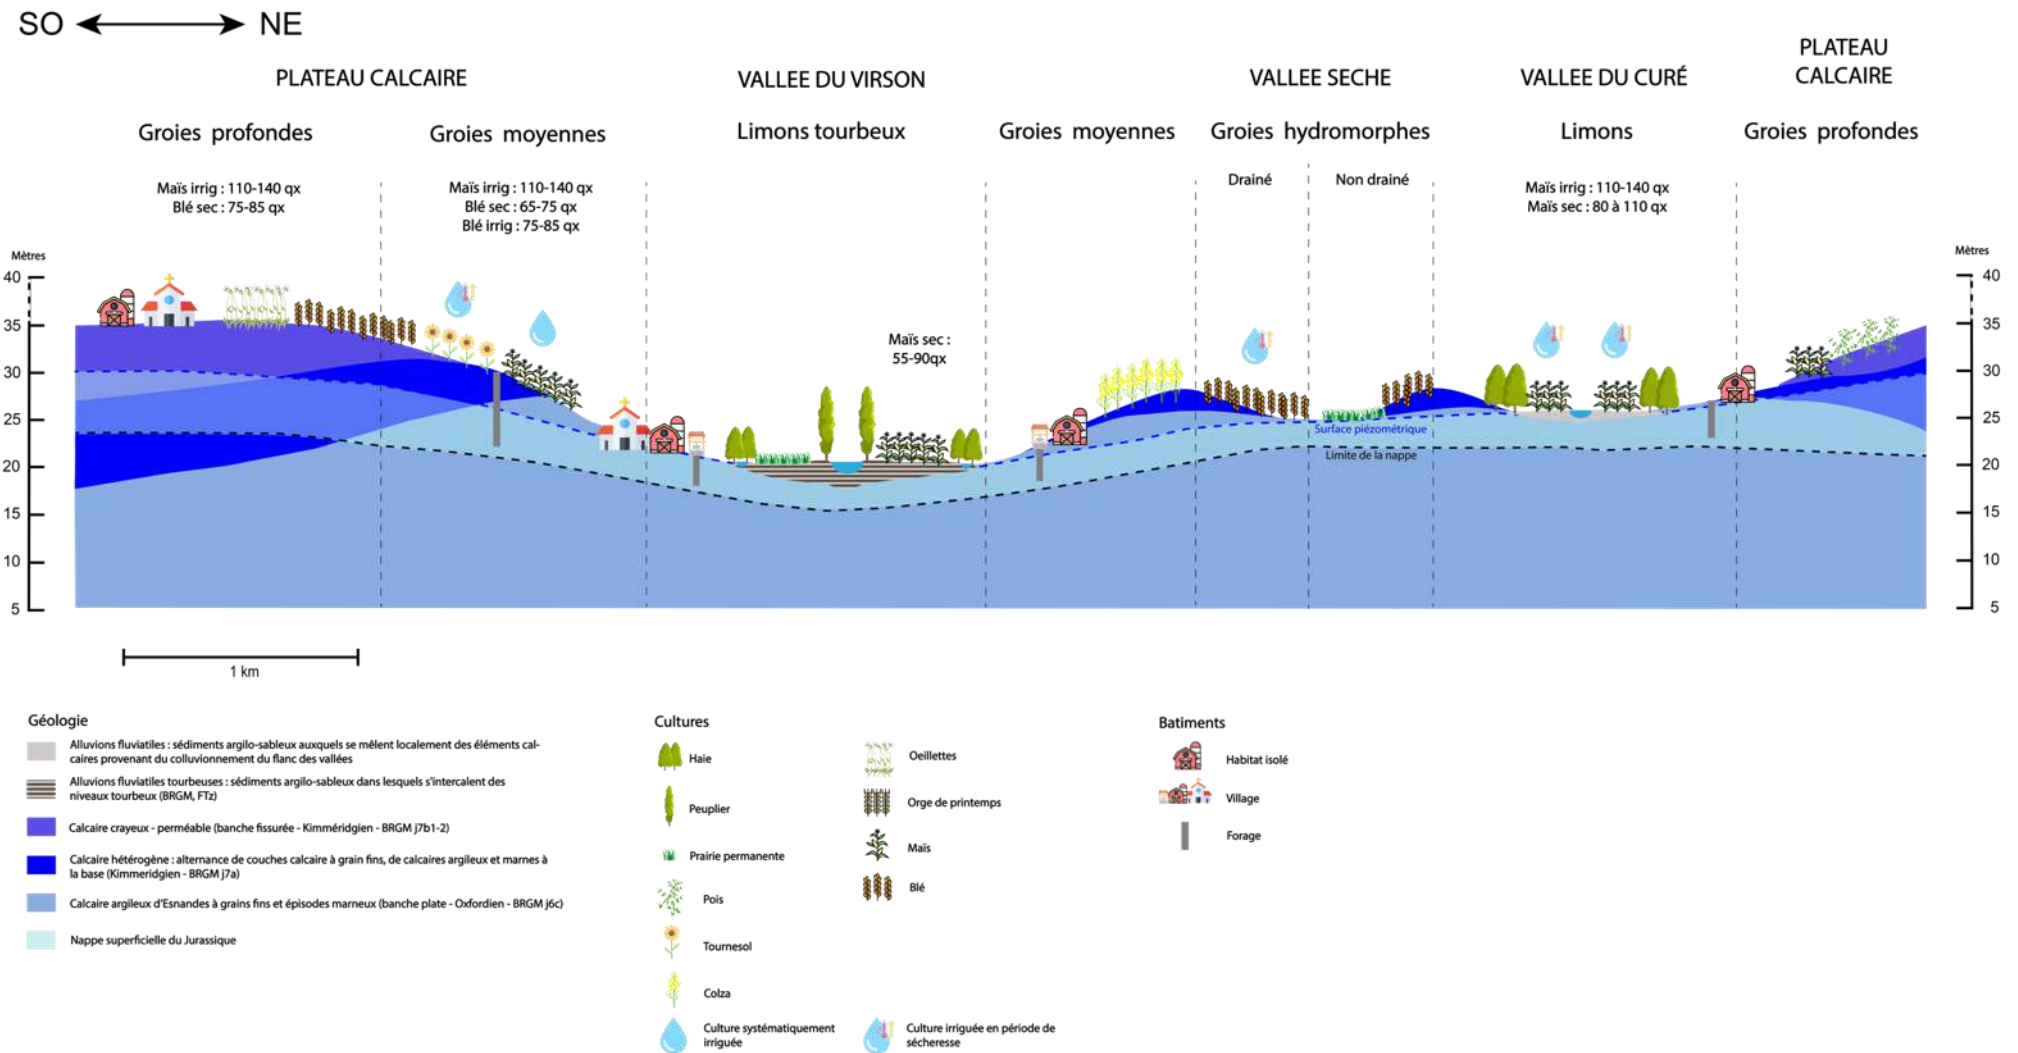 SO NE
PLATEAU CALCAIRE
VALLEE DU VIRSON
VALLEE SECHE
VALLEE DU CURÉ
PLATEAU
CALCAIRE
Groies profondes
Groies moyennes
Limons tourbeux
Groies moyennes
Groies hydromorphes
Limons
Groies profondes
Drainé
Non drainé
Maïs irrig : 110-140 qx
Blé sec : 75-85 qx
Maïs irrig : 110-140 qx
Blé sec : 65-75 qx
Blé irrig : 75-85 qx
Maïs irrig : 110-140 qx
Maïs sec : 80 à 110 qx
Maïs sec :
55-90qx
Mètres
40
35
30
25
20
15
10
5
Mètres
40
35
30
25
20
15
10
5
Surface piézométrique
Limite de la nappe
1 km
Géologie
Alluvions fluviatiles : sédiments argilo-sableux auxquels se mêlent localement des éléments cal-
caires provenant du colluvionnement du flanc des vallées
Alluvions fluviatiles tourbeuses : sédiments argilo-sableux dans lesquels s'intercalent des
niveaux tourbeux (BRGM, FTz)
Calcaire crayeux - perméable (banche fissurée - Kimméridgien - BRGM j7b1-2)
Calcaire hétérogène : alternance de couches calcaire à grain fins, de calcaires argileux et marnes à
la base (Kimmeridgien - BRGM j7a)
Calcaire argileux d'Esnandes à grains fins et épisodes marneux (banche plate - Oxfordien - BRGM j6c)
Nappe superficielle du Jurassique
Cultures
Haie
Peuplier
Prairie permanente
Pois
Tournesol
Colza
Culture systématiquement
irriguée
Oeillettes
Orge de printemps
Maïs
Blé
Culture irriguée en période de
sécheresse
Batiments
Habitat isolé
Village
Forage